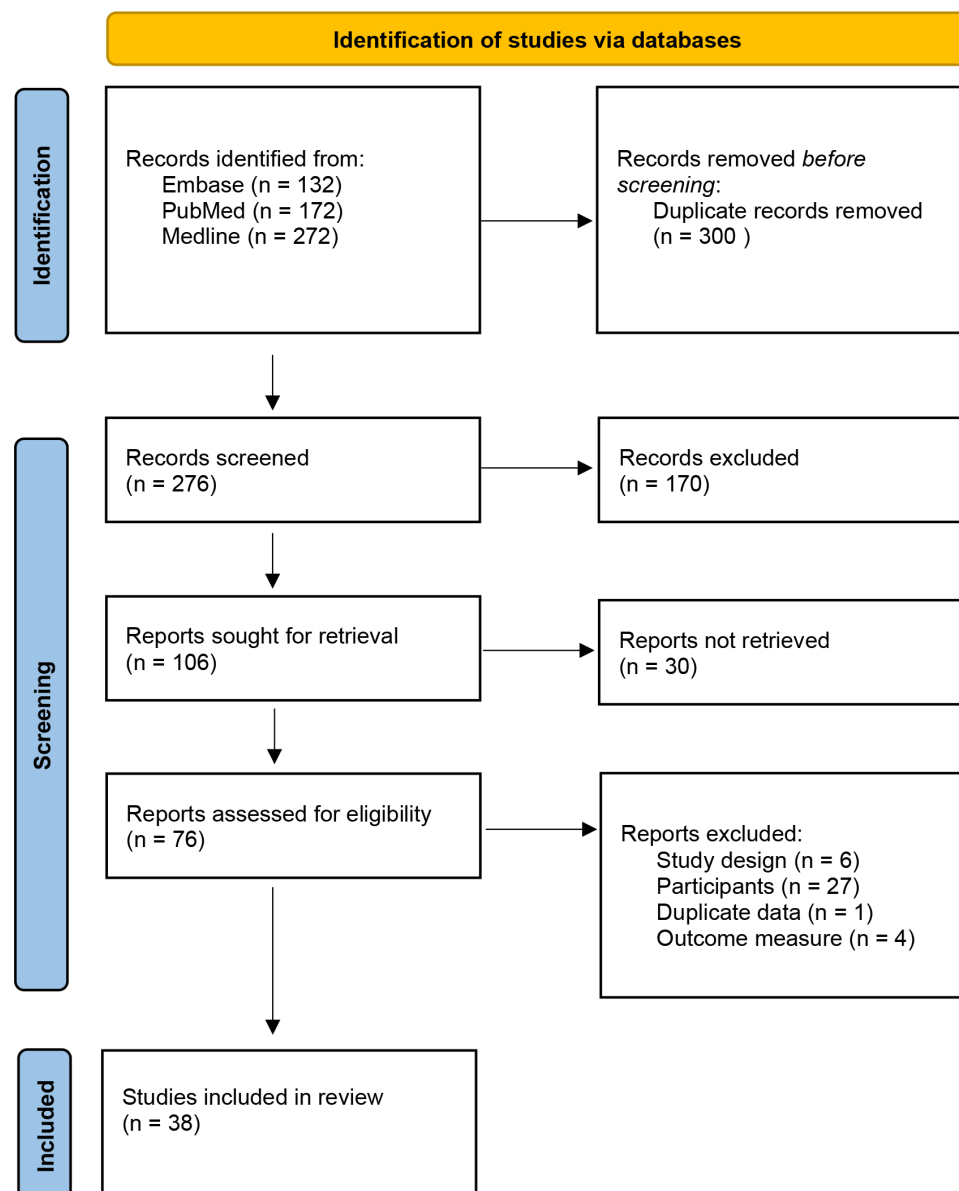 Identification of studies via databases
Identification
Records identified from:
Embase (n = 132)
PubMed (n = 172)
Medline (n = 272)
Records removed before
screening:
Duplicate records removed
(n = 300 )
Screening
Records screened
(n = 276)
Records excluded
(n = 170)
Reports sought for retrieval
(n = 106)
Reports not retrieved
(n = 30)
Reports assessed for eligibility
(n = 76)
Reports excluded:
Study design (n = 6)
Participants (n = 27)
Duplicate data (n = 1)
Outcome measure (n = 4)
Included
Studies included in review
(n = 38)